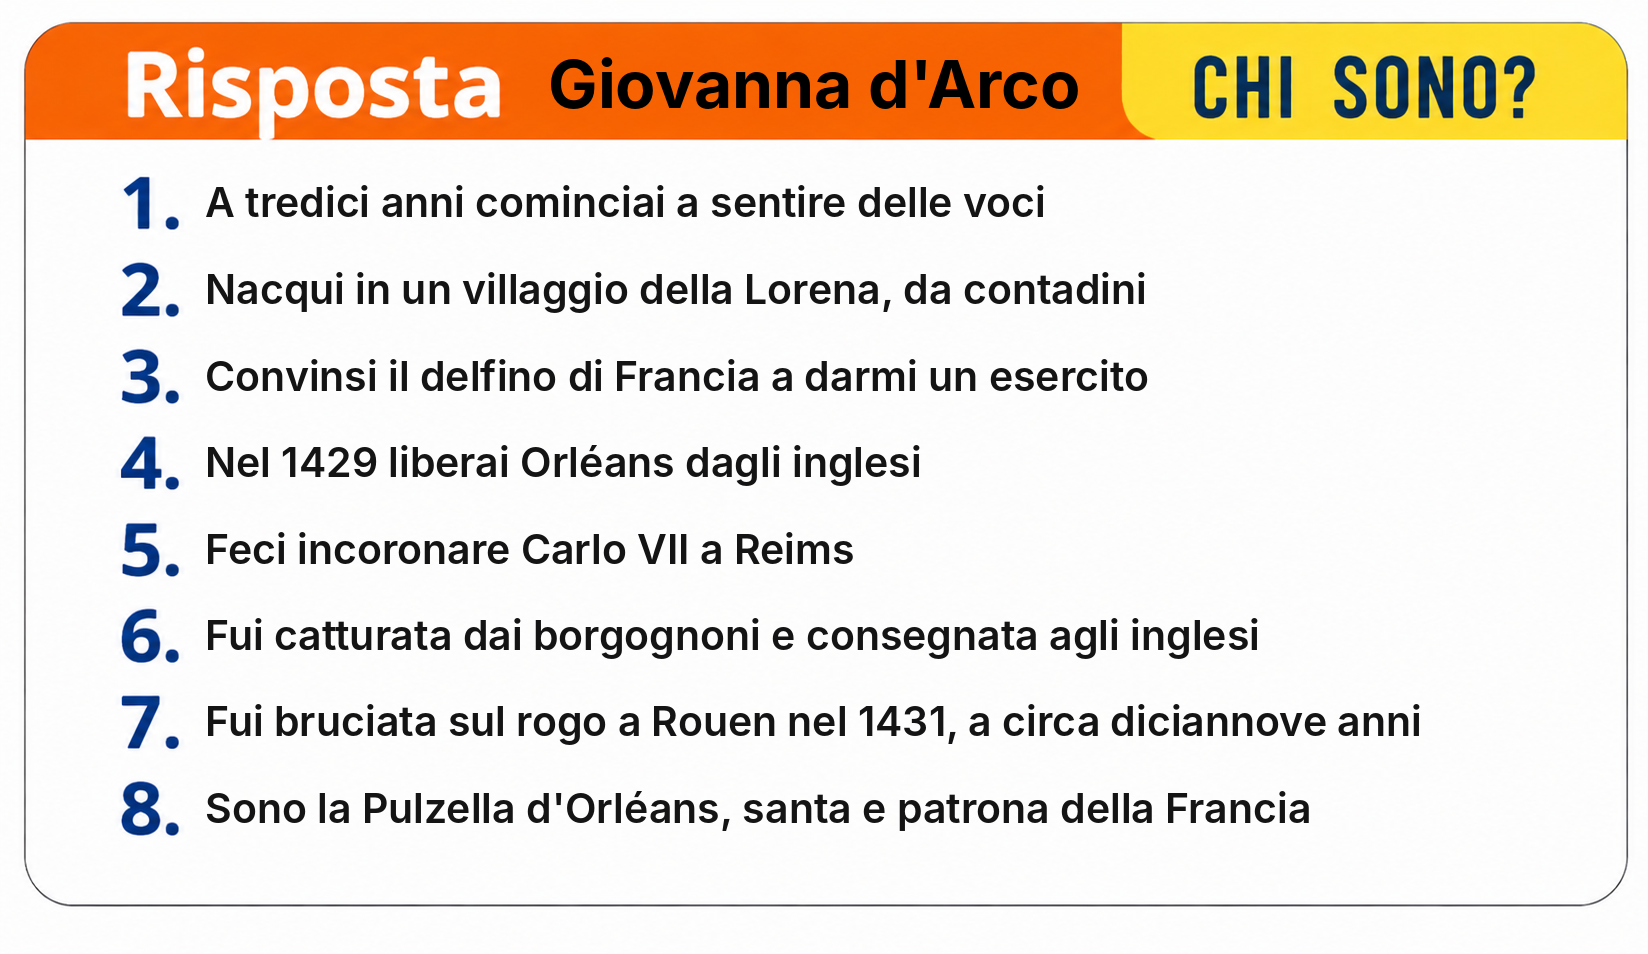 Risposta Giovanna d'Arco CHI SONO?
1. A tredici anni cominciai a sentire delle voci
2. Nacqui in un villaggio della Lorena, da contadini
3. Convinsi il delfino di Francia a darmi un esercito
4. Nel 1429 liberai Orléans dagli inglesi
5. Feci incoronare Carlo VII a Reims
6. Fui catturata dai borgognoni e consegnata agli inglesi
7. Fui bruciata sul rogo a Rouen nel 1431, a circa diciannove anni
8. Sono la Pulzella d'Orléans, santa e patrona della Francia